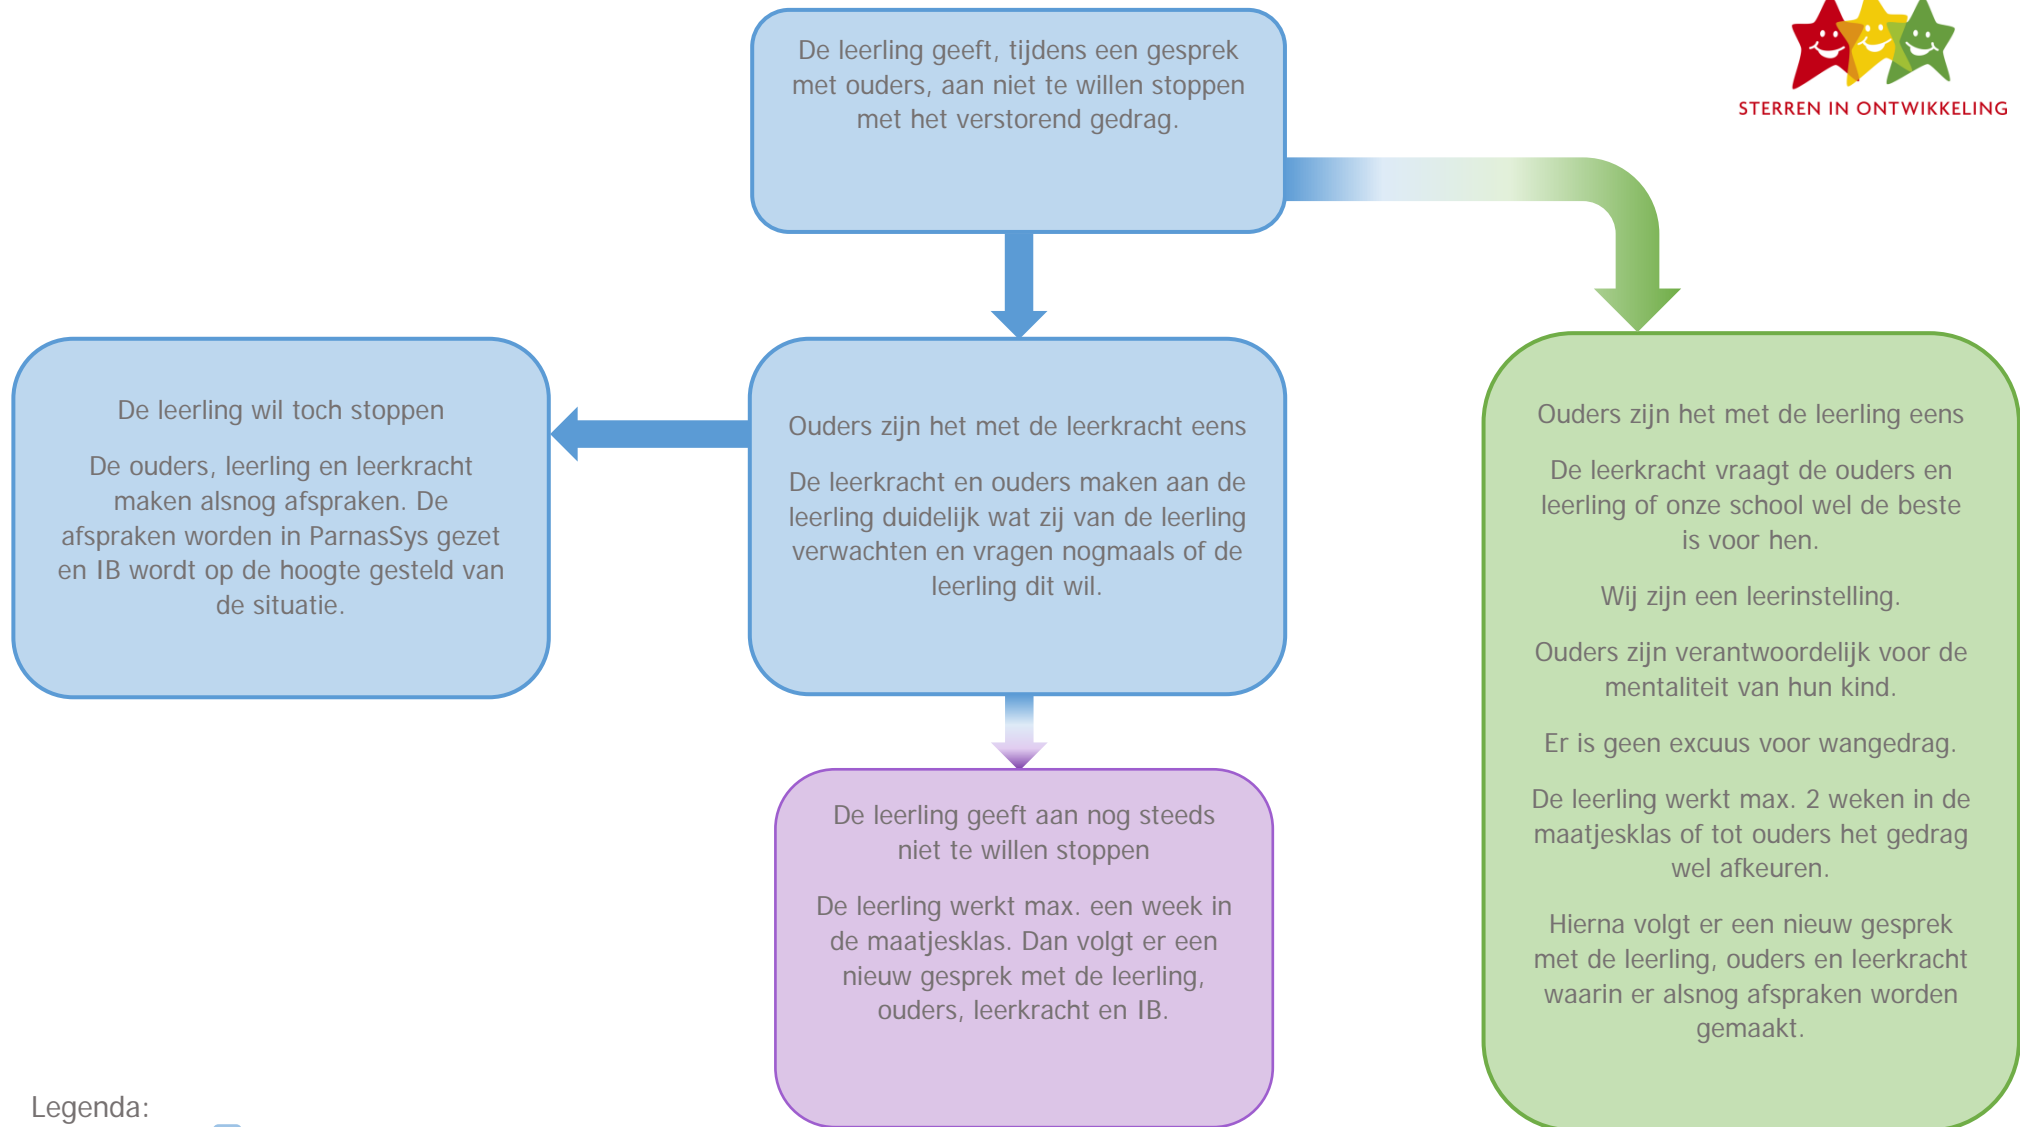 De leerling geeft, tijdens een gesprek
met ouders, aan niet te willen stoppen
met het verstorend gedrag.
STERREN IN ONTWIKKELING
De leerling wil toch stoppen
De ouders, leerling en leerkracht
maken alsnog afspraken. De
afspraken worden in ParnasSys gezet
en IB wordt op de hoogte gesteld van
de situatie.
Ouders zijn het met de leerkracht eens
De leerkracht en ouders maken aan de
leerling duidelijk wat zij van de leerling
verwachten en vragen nogmaals of de
leerling dit wil.
Ouders zijn het met de leerling eens
De leerkracht vraagt de ouders en
leerling of onze school wel de beste
is voor hen.
Wij zijn een leerinstelling.
Ouders zijn verantwoordelijk voor de
mentaliteit van hun kind.
Er is geen excuus voor wangedrag.
De leerling werkt max. 2 weken in de
maatjesklas of tot ouders het gedrag
wel afkeuren.
Hierna volgt er een nieuw gesprek
met de leerling, ouders en leerkracht
waarin er alsnog afspraken worden
gemaakt.
De leerling geeft aan nog steeds
niet te willen stoppen
De leerling werkt max. een week in
de maatjesklas. Dan volgt er een
nieuw gesprek met de leerling,
ouders, leerkracht en IB.
Legenda: